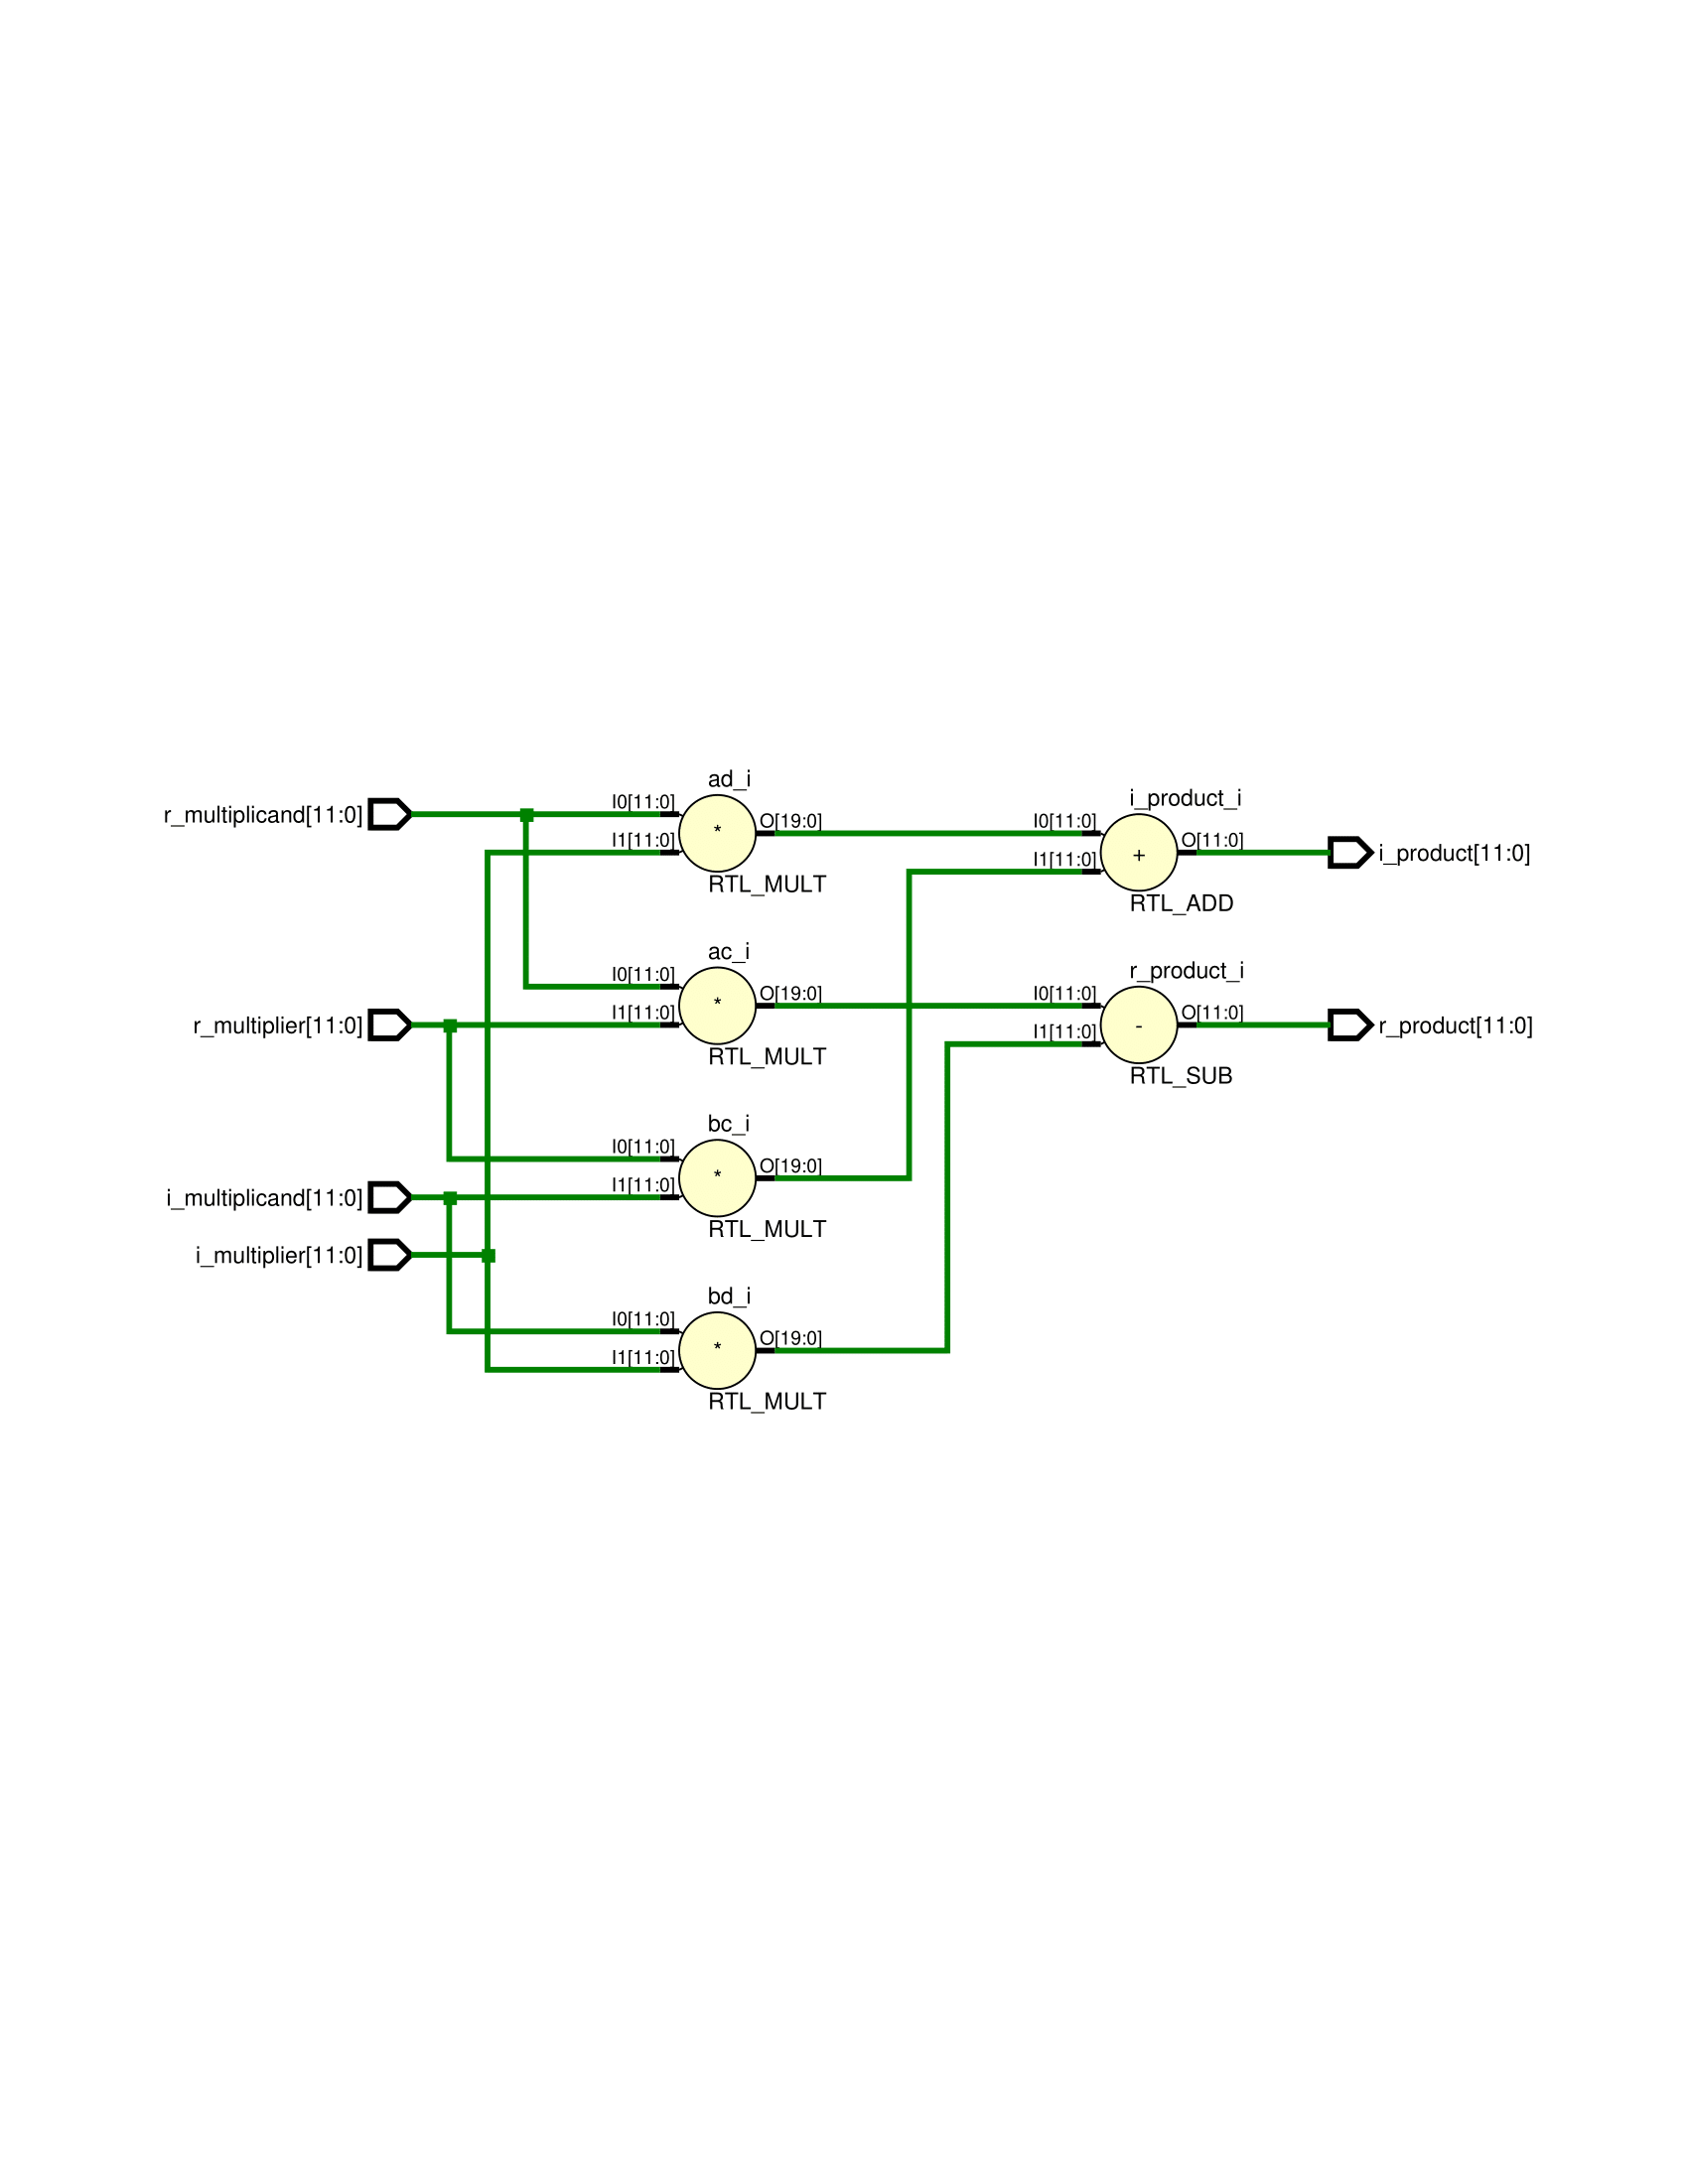 ad_i
r_multiplicand[11:0]
I0[11:0]
I1[11:0]
*
O[19:0]
RTL_MULT
i_product_i
I0[11:0]
I1[11:0]
+
O[11:0]
RTL_ADD
i_product[11:0]
ac_i
I0[11:0]
I1[11:0]
*
O[19:0]
RTL_MULT
r_multiplier[11:0]
r_product_i
I0[11:0]
I1[11:0]
-
O[11:0]
RTL_SUB
r_product[11:0]
bc_i
I0[11:0]
I1[11:0]
*
O[19:0]
RTL_MULT
i_multiplicand[11:0]
i_multiplier[11:0]
bd_i
I0[11:0]
I1[11:0]
*
O[19:0]
RTL_MULT